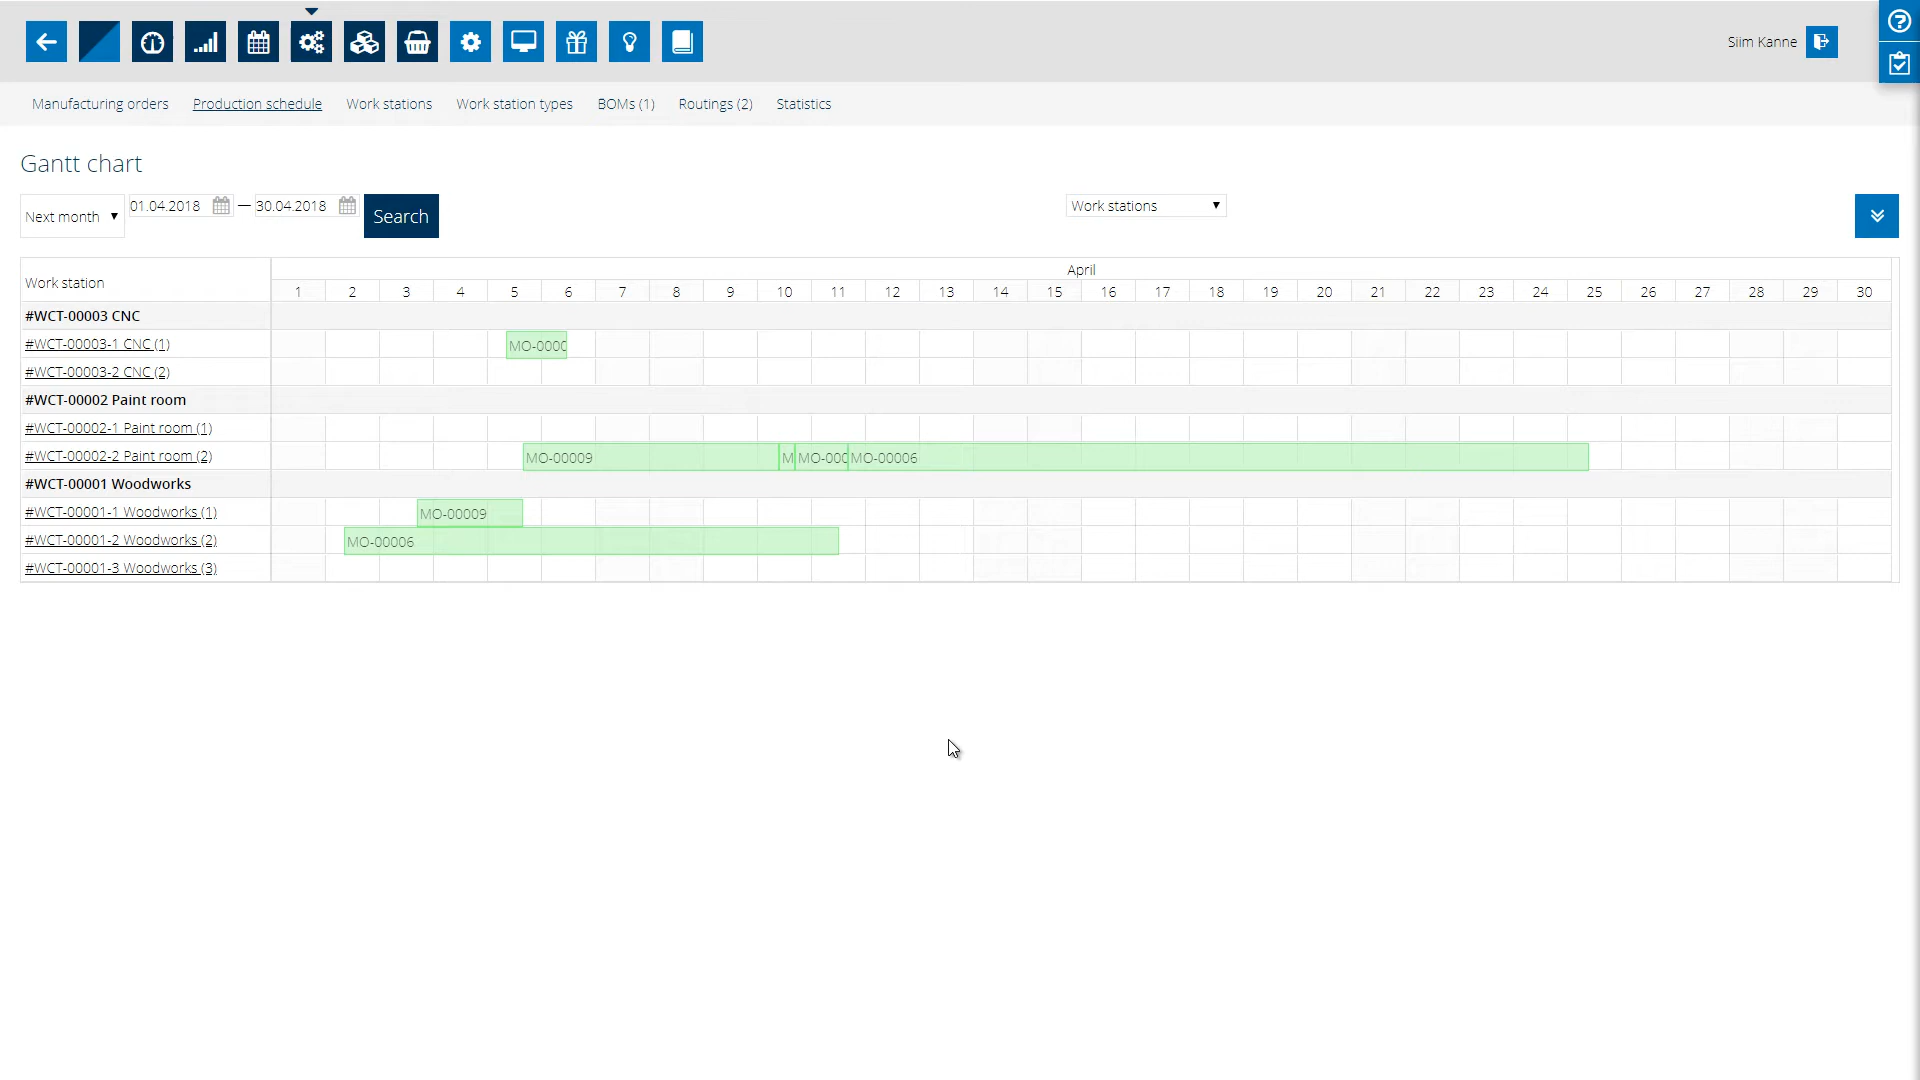 Siim Kanne
Manufacturing orders Production schedule Work stations Work station types BOMs (1) Routings (2) Statistics
Gantt chart
Next month 01.04.2018 — 30.04.2018 Search Work stations
Work station April
1 2 3 4 5 6 7 8 9 10 11 12 13 14 15 16 17 18 19 20 21 22 23 24 25 26 27 28 29 30
#WCT-00003 CNC
#WCT-00003-1 CNC (1) MO-0000
#WCT-00003-2 CNC (2)
#WCT-00002 Paint room
#WCT-00002-1 Paint room (1)
#WCT-00002-2 Paint room (2) MO-00009 M MO-000 MO-00006
#WCT-00001 Woodworks
#WCT-00001-1 Woodworks (1) MO-00009
#WCT-00001-2 Woodworks (2) MO-00006
#WCT-00001-3 Woodworks (3)